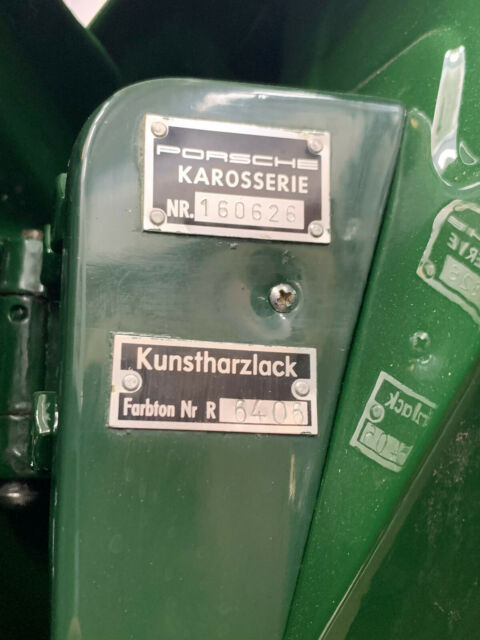 PORSCHE
KAROSSERIE
NR. 160626
Kunstharzlack
Farbton Nr R 6405